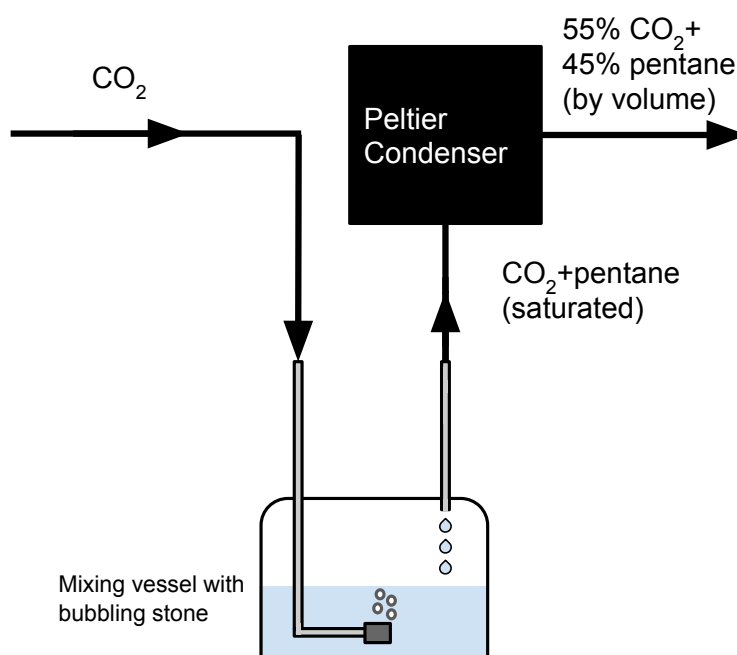 55% CO₂+
45% pentane
(by volume)
CO₂
Peltier
Condenser
CO₂+pentane
(saturated)
Mixing vessel with
bubbling stone